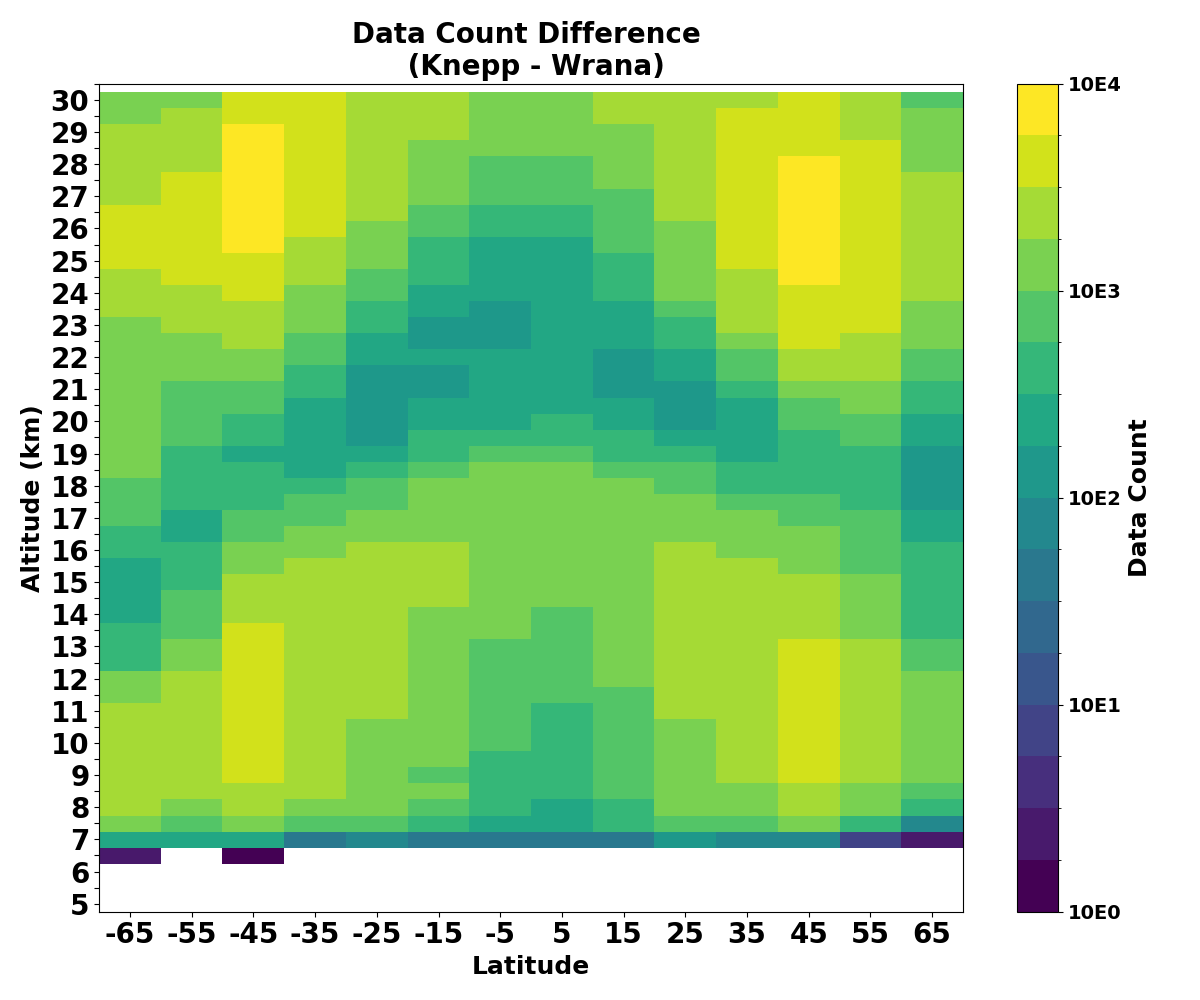 Data Count Difference
(Knepp - Wrana)
30
29
28
27
26
25
24
23
22
21
20
19
18
17
16
15
14
13
12
11
10
9
8
7
6
5
Altitude (km)
-65 -55 -45 -35 -25 -15 -5 5 15 25 35 45 55 65
Latitude
10E4
10E3
10E2
10E1
10E0
Data Count